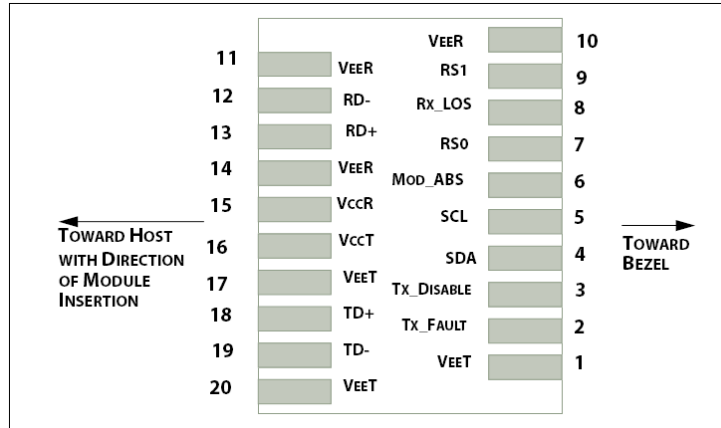 11 VEER
12 RD-
13 RD+
14 VEER
15 VCCR
16 VCCT
17 VEET
18 TD+
19 TD-
20 VEET
VEER 10
RS1 9
RX_LOS 8
RS0 7
MOD_ABS 6
SCL 5
SDA 4
TX_DISABLE 3
TX_FAULT 2
VEET 1
TOWARD HOST
WITH DIRECTION
OF MODULE
INSERTION
TOWARD
BEZEL